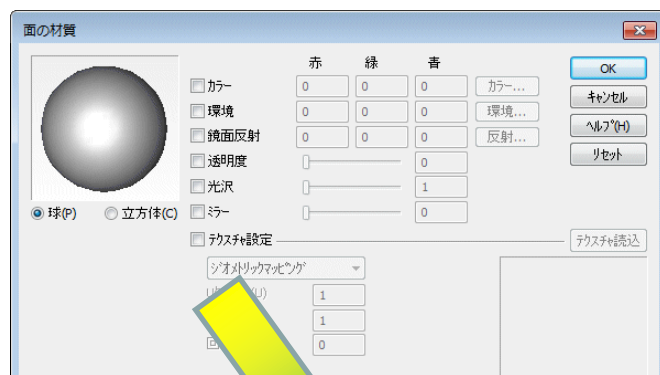 面の材質
赤 緑 青
カラー 0 0 0 カラー...
環境 0 0 0 環境...
鏡面反射 0 0 0 反射...
透明度 0
光沢 1
ミラー 0
OK
キャンセル
ヘルプ(H)
リセット
球(P) 立方体(C)
テクスチャ設定 テクスチャ読込
ジオメトリックマッピング
1
1
0